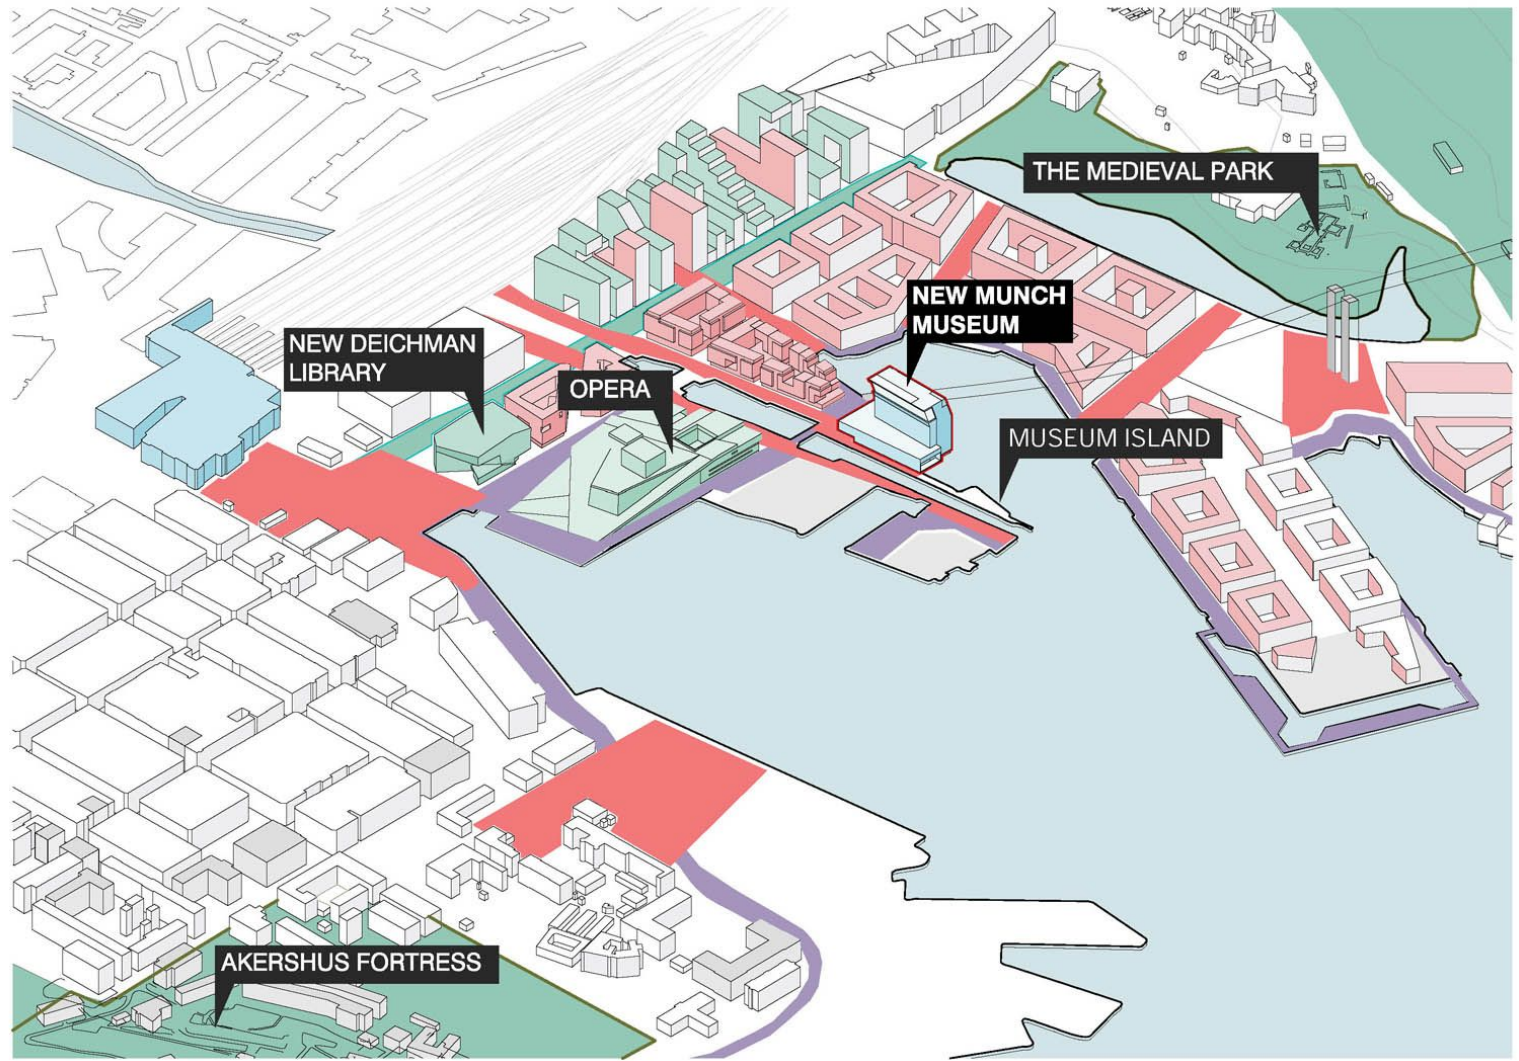 THE MEDIEVAL PARK
NEW MUNCH
MUSEUM
NEW DEICHMAN
LIBRARY
OPERA
MUSEUM ISLAND
AKERSHUS FORTRESS